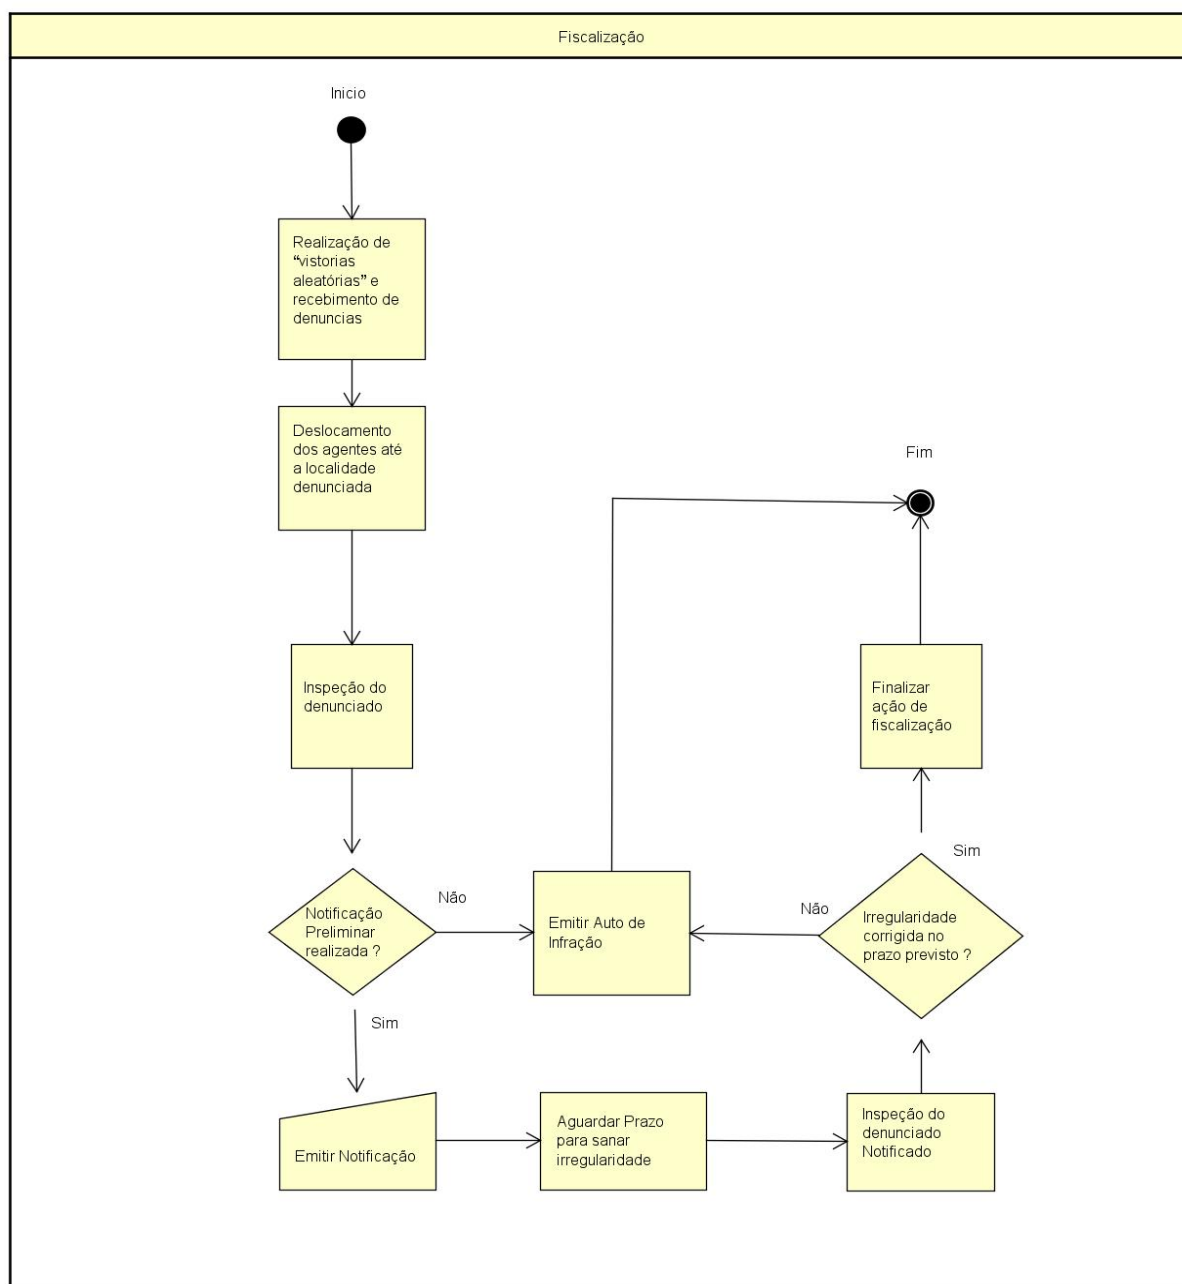 Fiscalização
Inicio
Realização de
“vistorias
aleatórias” e
recebimento de
denuncias
Deslocamento
dos agentes até
a localidade
denunciada
Fim
Inspeção do
denunciado
Finalizar
ação de
fiscalização
Sim
Não
Notificação
Preliminar
realizada ?
Emitir Auto de
Infração
Não
Irregularidade
corrigida no
prazo previsto ?
Sim
Emitir Notificação
Aguardar Prazo
para sanar
irregularidade
Inspeção do
denunciado
Notificado